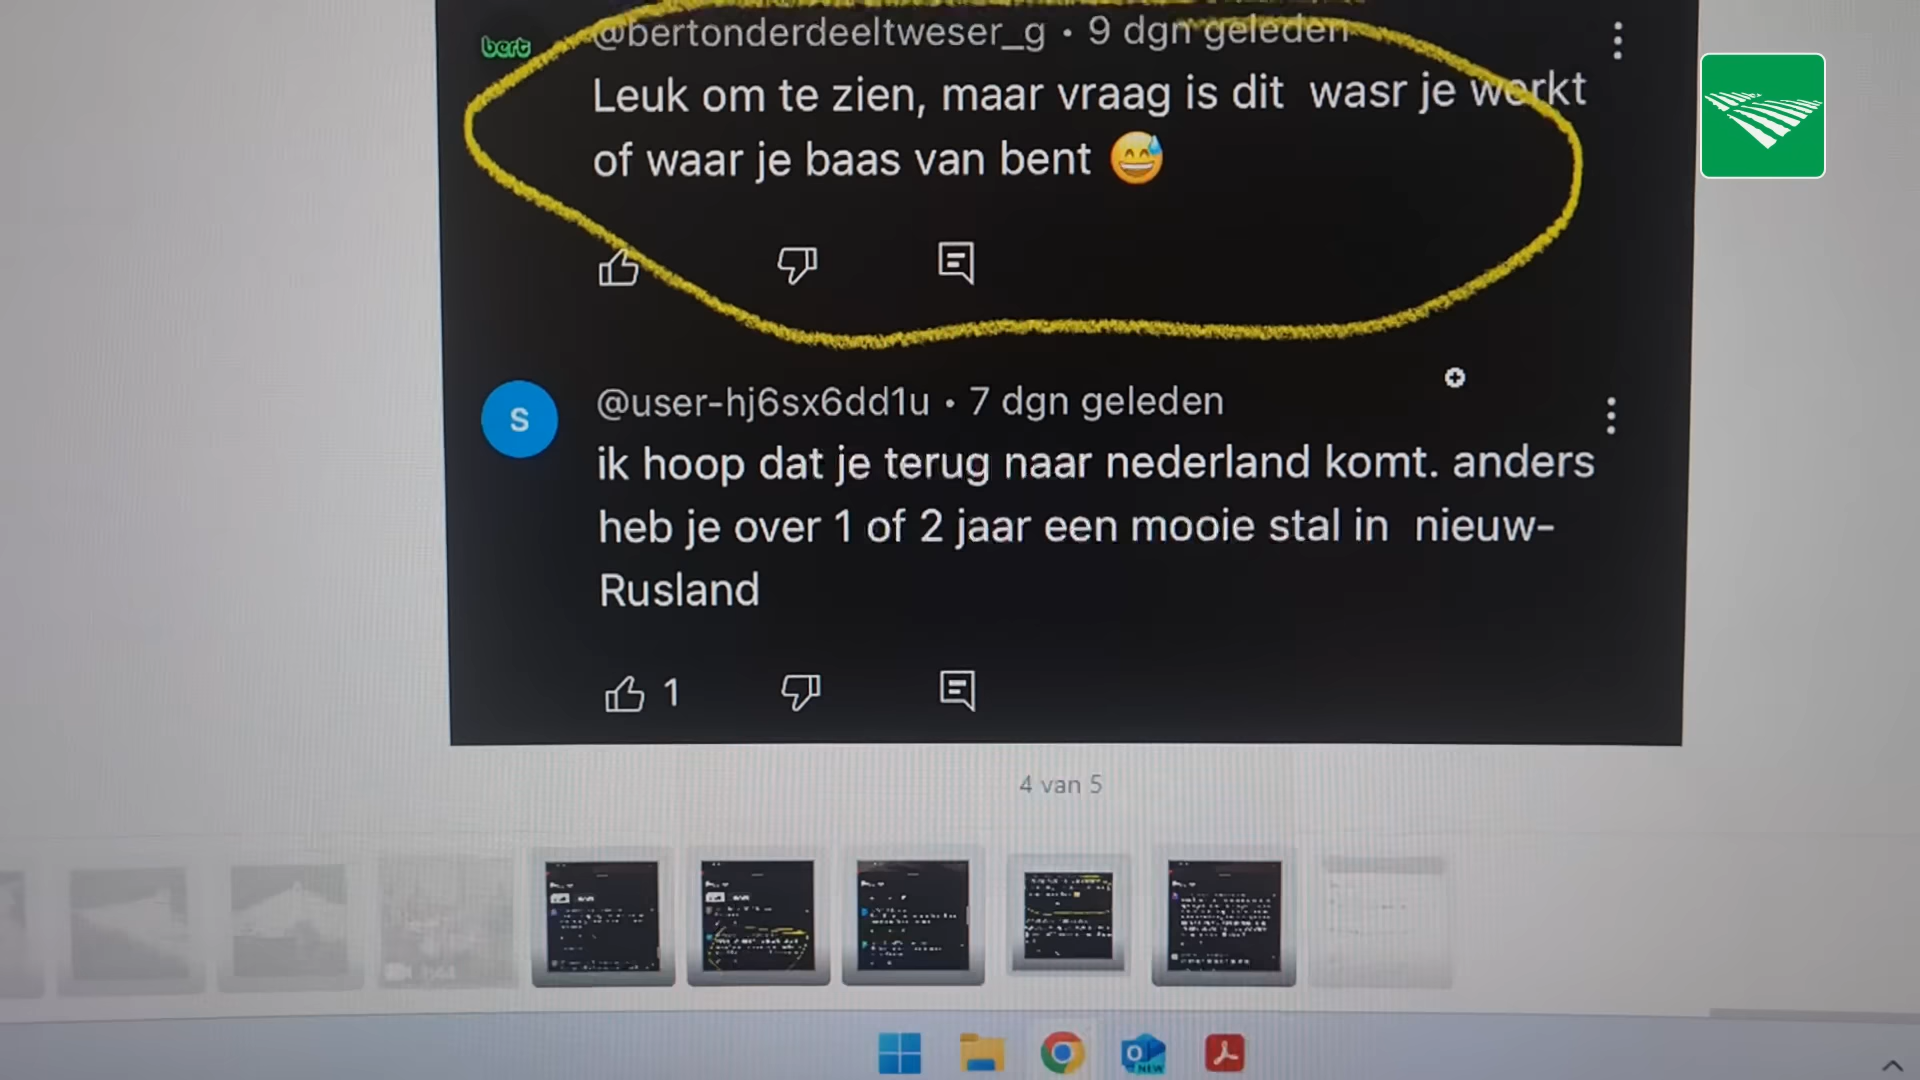 bert
@bertonderdeeltweser_g • 9 dgn geleden
Leuk om te zien, maar vraag is dit wasr je werkt
of waar je baas van bent 😅
S
@user-hj6sx6dd1u • 7 dgn geleden
ik hoop dat je terug naar nederland komt. anders
heb je over 1 of 2 jaar een mooie stal in nieuw-
Rusland
1
4 van 5
NEW